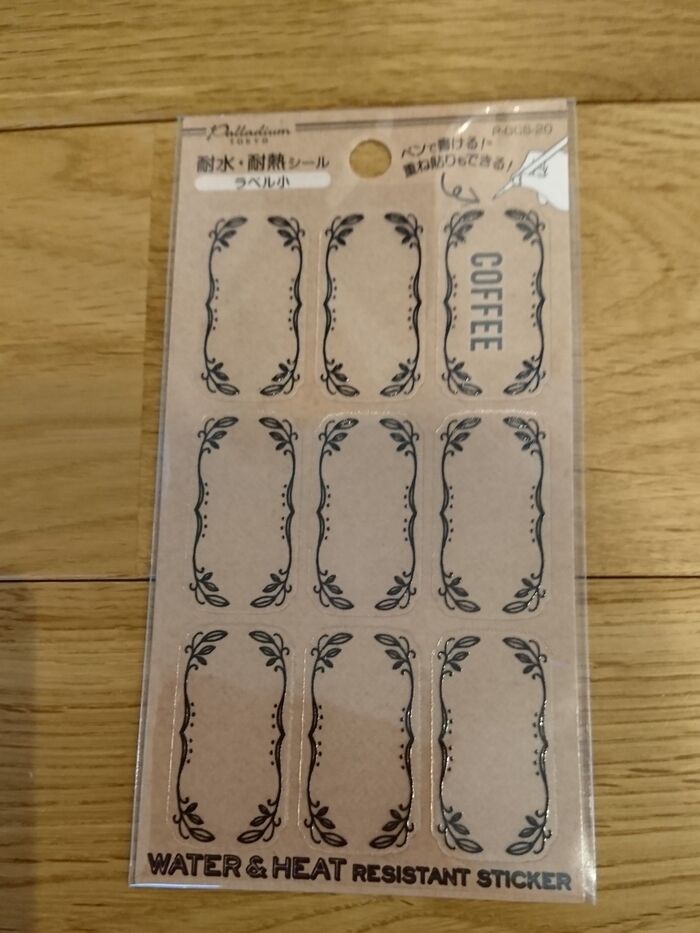 Palladium
TOKYO
耐水・耐熱シール
ラベル小
ペンで書ける!
重ね貼りもできる!
COFFEE
WATER & HEAT RESISTANT STICKER